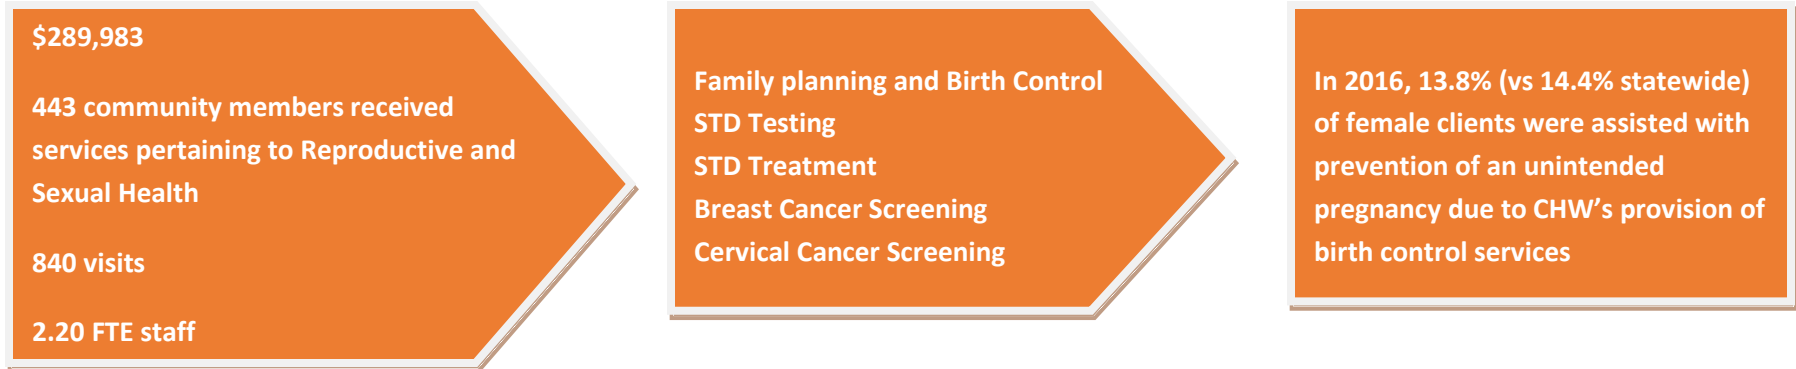 $289,983
443 community members received
services pertaining to Reproductive and
Sexual Health
840 visits
2.20 FTE staff
Family planning and Birth Control
STD Testing
STD Treatment
Breast Cancer Screening
Cervical Cancer Screening
In 2016, 13.8% (vs 14.4% statewide)
of female clients were assisted with
prevention of an unintended
pregnancy due to CHW’s provision of
birth control services